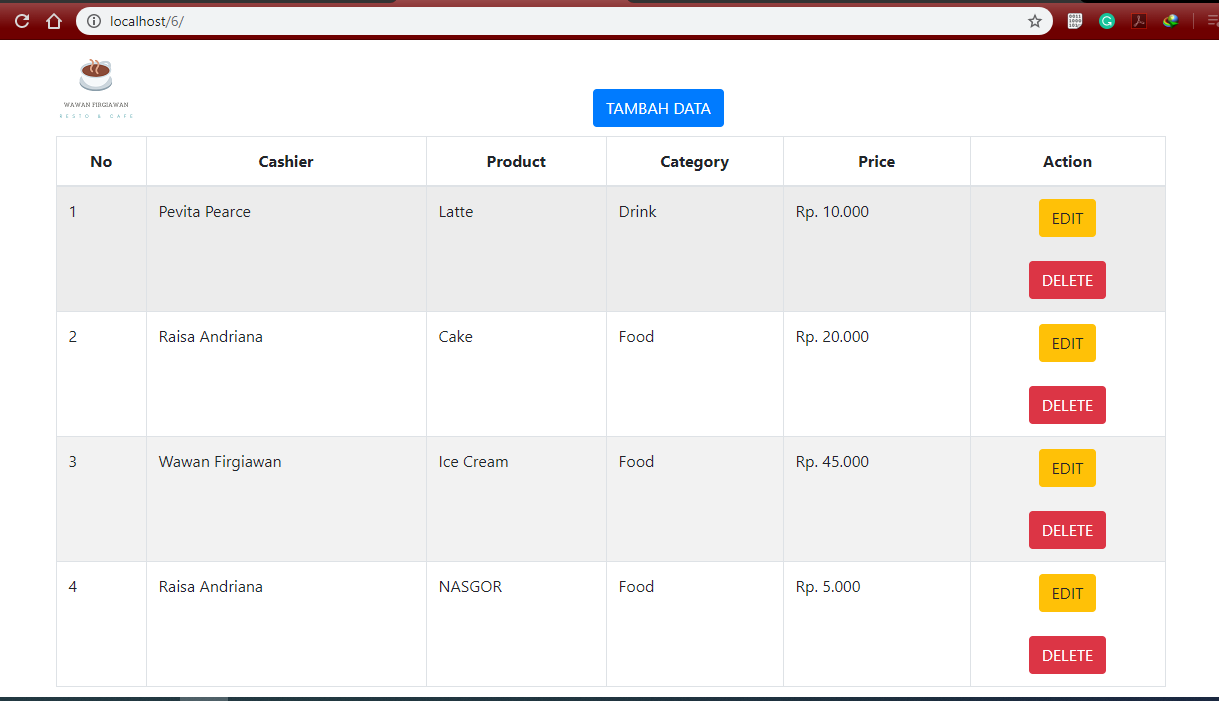 localhost/6/
WAWAN FIRGIAWAN
RESTO & CAFE
TAMBAH DATA
No Cashier Product Category Price Action
1 Pevita Pearce Latte Drink Rp. 10.000 EDIT
DELETE
2 Raisa Andriana Cake Food Rp. 20.000 EDIT
DELETE
3 Wawan Firgiawan Ice Cream Food Rp. 45.000 EDIT
DELETE
4 Raisa Andriana NASGOR Food Rp. 5.000 EDIT
DELETE